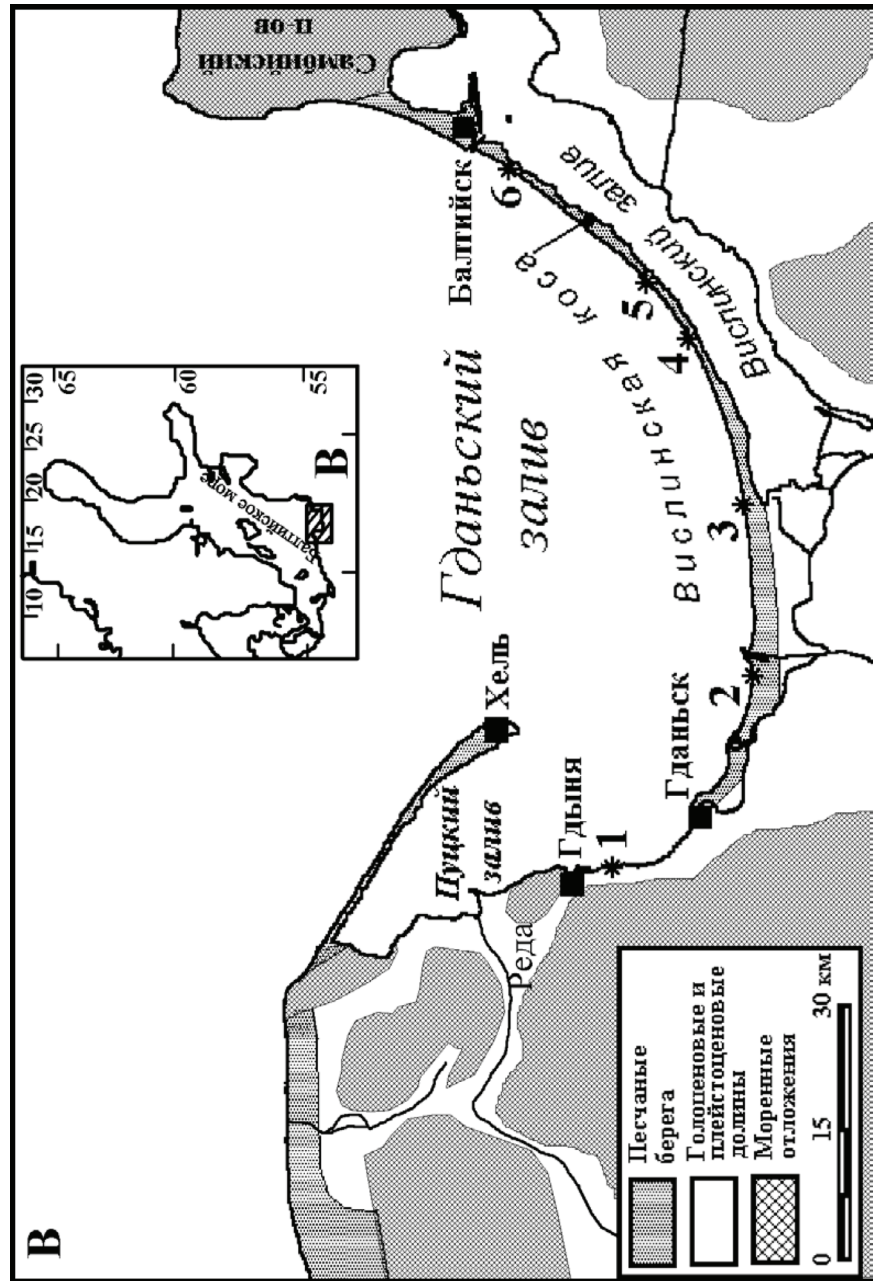 В
10 15 20 25 30
65
60
55
Балтийское море
В
Самбийский
п-ов
Балтийск
6
Гданьский
залив
Вислинская коса
Вислинский залив
5
4
3
2
Хель
Пуцкий
залив
Гдыня
1
Реда
Гданьск
Песчаные
берега
Голоценовые и
плейстоценовые
долины
Моренные
отложения
0 15 30 км